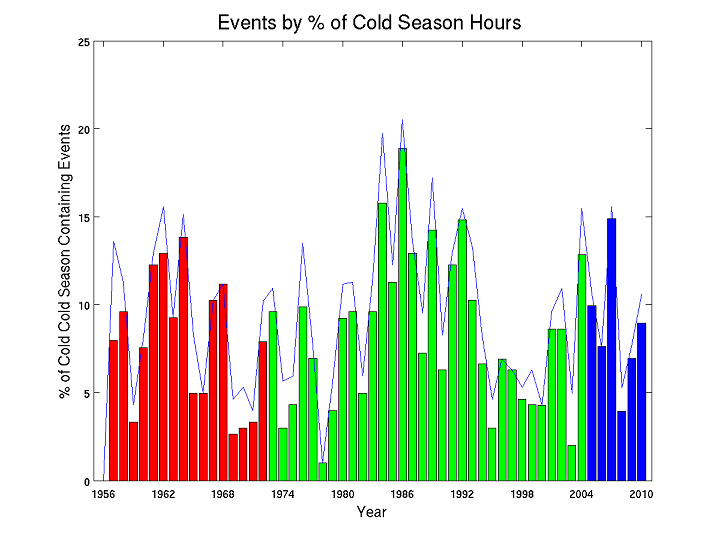 Events by % of Cold Season Hours
% of Cold Cold Season Containing Events
25
20
15
10
5
0
1956 1962 1968 1974 1980 1986 1992 1998 2004 2010
Year